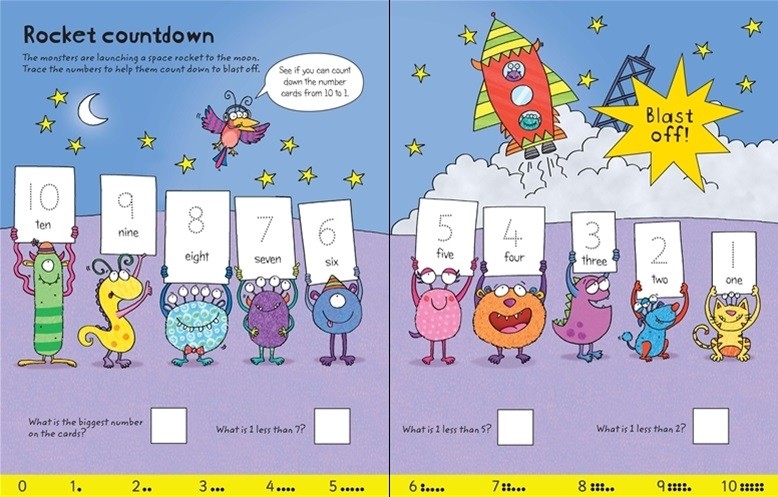 Rocket countdown
The monsters are launching a space rocket to the moon.
Trace the numbers to help them count down to blast off.
See if you can count
down the number
cards from 10 to 1.
Blast
off!
10
ten
9
nine
8
eight
7
seven
6
six
5
five
4
four
3
three
2
two
1
one
What is the biggest number
on the cards?
What is 1 less than 7?
What is 1 less than 5?
What is 1 less than 2?
0 1 2 3 4 5 6 7 8 9 10